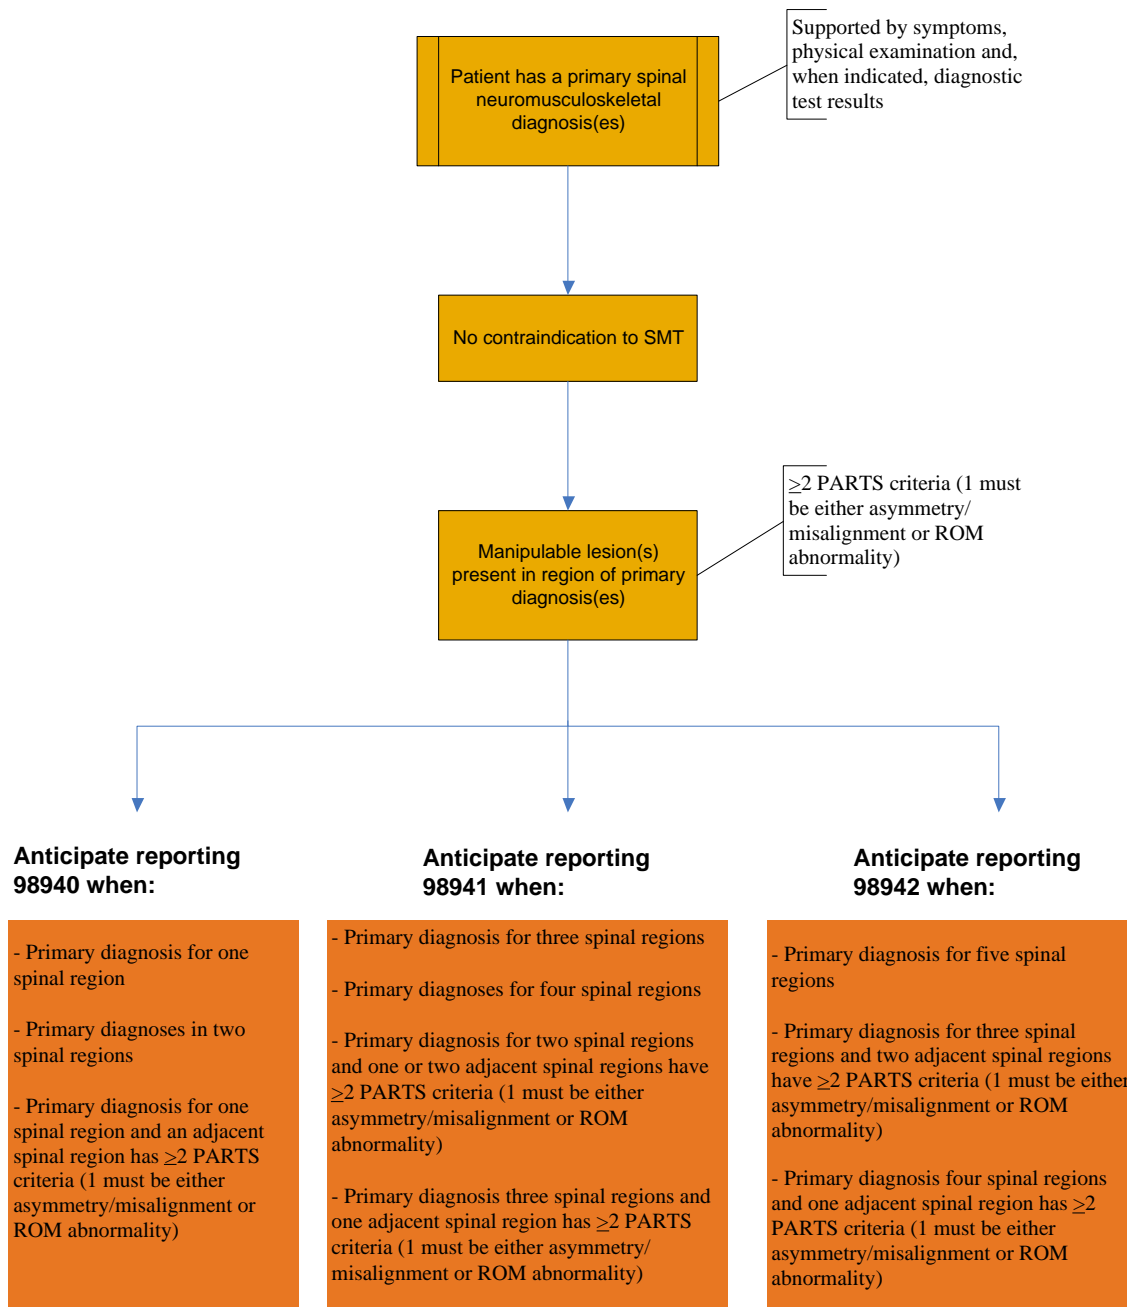 Supported by symptoms,
physical examination and,
when indicated, diagnostic
test results
Patient has a primary spinal
neuromusculoskeletal
diagnosis(es)
No contraindication to SMT
≥2 PARTS criteria (1 must
be either asymmetry/
misalignment or ROM
abnormality)
Manipulable lesion(s)
present in region of primary
diagnosis(es)
Anticipate reporting
98940 when:
- Primary diagnosis for one
spinal region
- Primary diagnoses in two
spinal regions
- Primary diagnosis for one
spinal region and an adjacent
spinal region has ≥2 PARTS
criteria (1 must be either
asymmetry/misalignment or
ROM abnormality)
Anticipate reporting
98941 when:
- Primary diagnosis for three spinal regions
- Primary diagnoses for four spinal regions
- Primary diagnosis for two spinal regions
and one or two adjacent spinal regions have
≥2 PARTS criteria (1 must be either
asymmetry/misalignment or ROM
abnormality)
- Primary diagnosis three spinal regions and
one adjacent spinal region has ≥2 PARTS
criteria (1 must be either asymmetry/
misalignment or ROM abnormality)
Anticipate reporting
98942 when:
- Primary diagnosis for five spinal
regions
- Primary diagnosis for three spinal
regions and two adjacent spinal regions
have ≥2 PARTS criteria (1 must be either
asymmetry/misalignment or ROM
abnormality)
- Primary diagnosis four spinal regions
and one adjacent spinal region has ≥2
PARTS criteria (1 must be either
asymmetry/misalignment or ROM
abnormality)